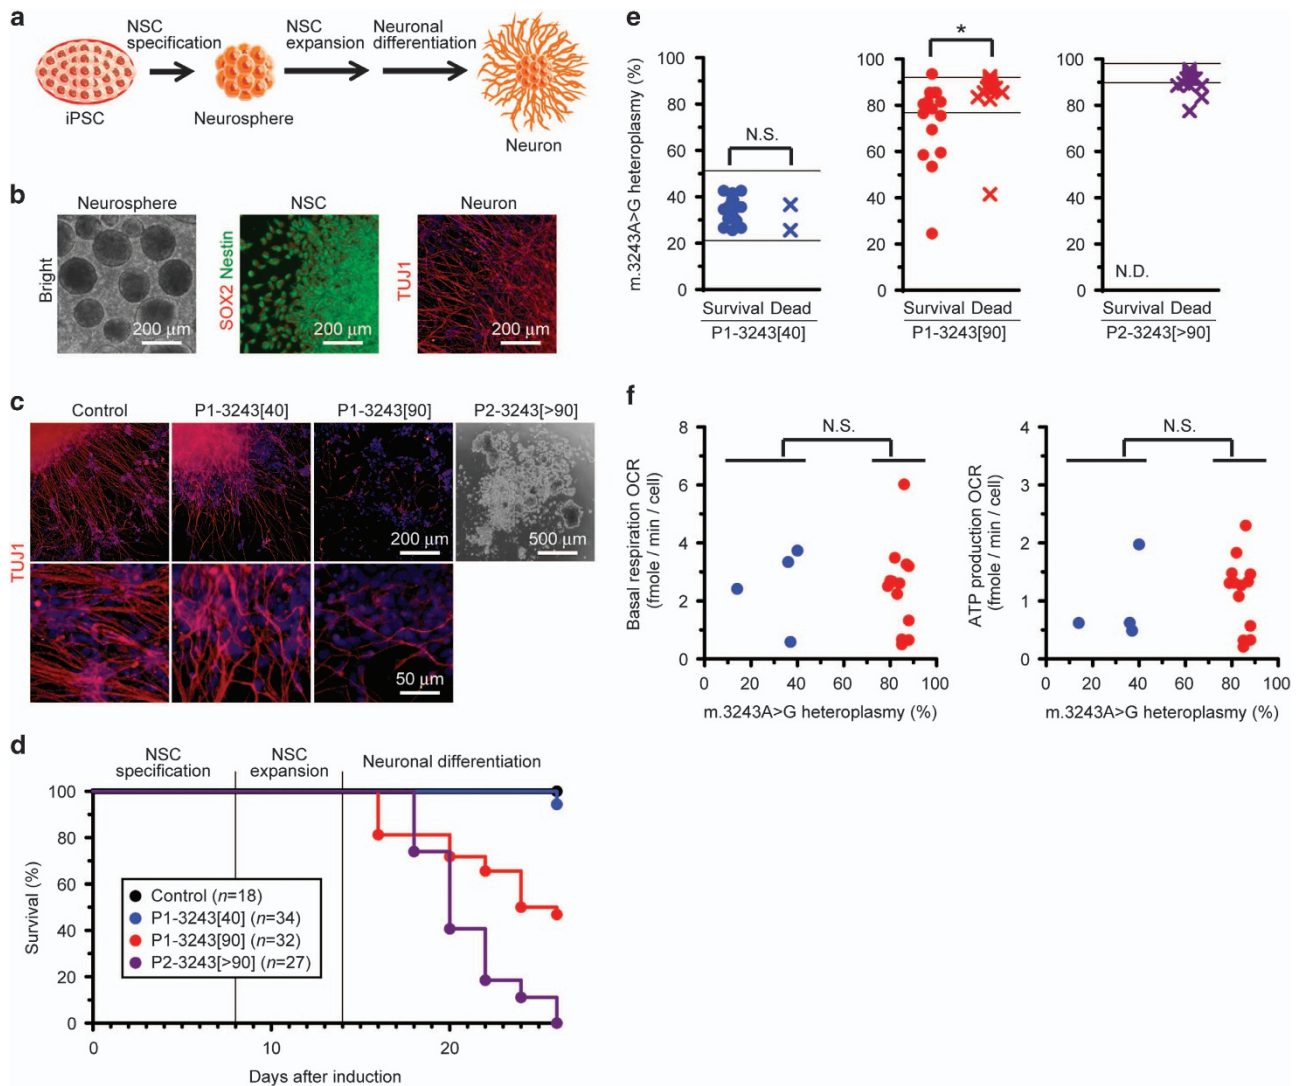 a
NSC
specification
NSC
expansion
Neuronal
differentiation
iPSC
Neurosphere
Neuron
b
Neurosphere
NSC
Neuron
Bright
SOX2 Nestin
TUJ1
200 μm
200 μm
200 μm
c
Control
P1-3243[40]
P1-3243[90]
P2-3243[>90]
TUJ1
200 μm
500 μm
50 μm
d
NSC
specification
NSC
expansion
Neuronal differentiation
Survival (%)
100
80
60
40
20
0
Control (n=18)
P1-3243[40] (n=34)
P1-3243[90] (n=32)
P2-3243[>90] (n=27)
0
10
20
Days after induction
e
m.3243A>G heteroplasmy (%)
100
80
60
40
20
0
N.S.
Survival Dead
P1-3243[40]
100
80
60
40
20
0
*
Survival Dead
P1-3243[90]
100
80
60
40
20
0
N.D.
Survival Dead
P2-3243[>90]
f
Basal respiration OCR
(fmole / min / cell)
8
6
4
2
0
N.S.
0 20 40 60 80 100
m.3243A>G heteroplasmy (%)
ATP production OCR
(fmole / min / cell)
4
3
2
1
0
N.S.
0 20 40 60 80 100
m.3243A>G heteroplasmy (%)